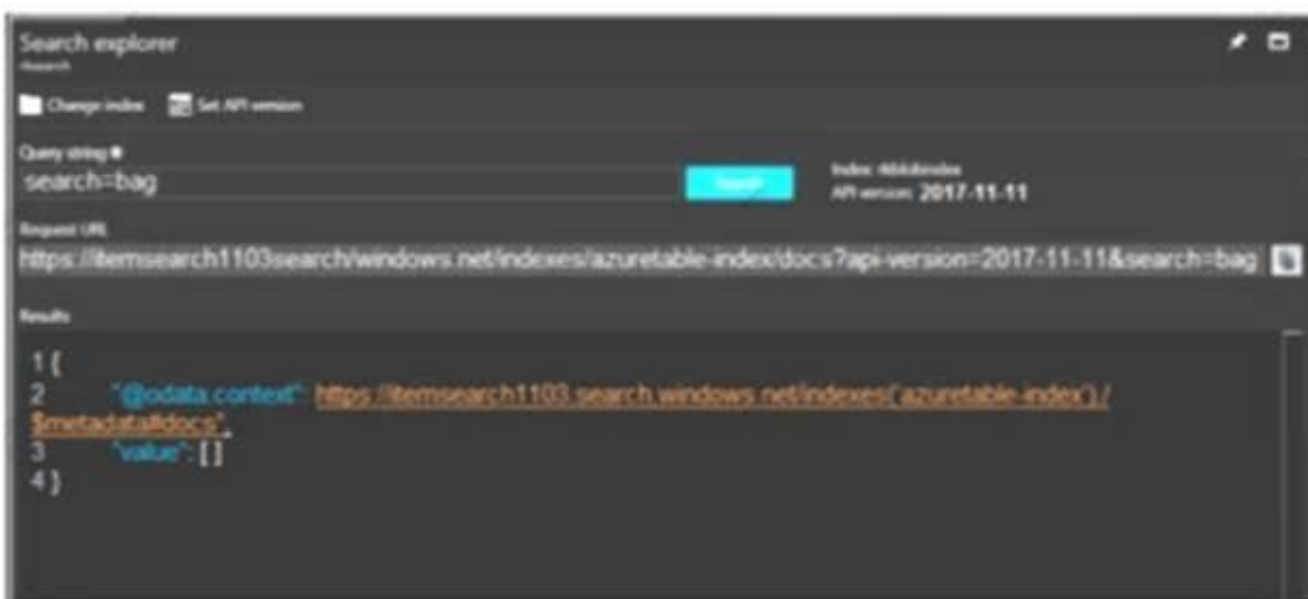 Search explorer
Change index Set API version
Query string
search=bag
Search Index:
API version: 2017-11-11
Request URL
https://itemsearch1103search/windows.net/indexes/azuretable-index/docs?api-version=2017-11-11&search=bag
Results
1 {
2 "@odata.context": https://itemsearch1103.search.windows.net/indexes('azuretable-index')/
$metadata#docs",
3 "value": []
4 }